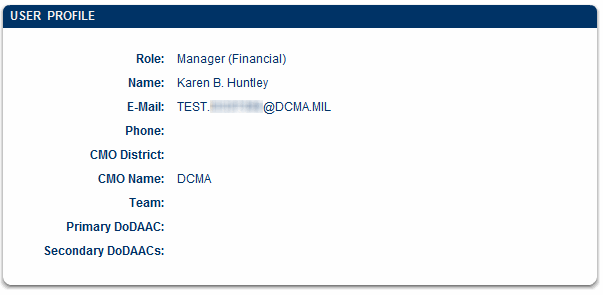 USER PROFILE
Role: Manager (Financial)
Name: Karen B. Huntley
E-Mail: TEST. @DCMA.MIL
Phone:
CMO District:
CMO Name: DCMA
Team:
Primary DoDAAC:
Secondary DoDAACs: